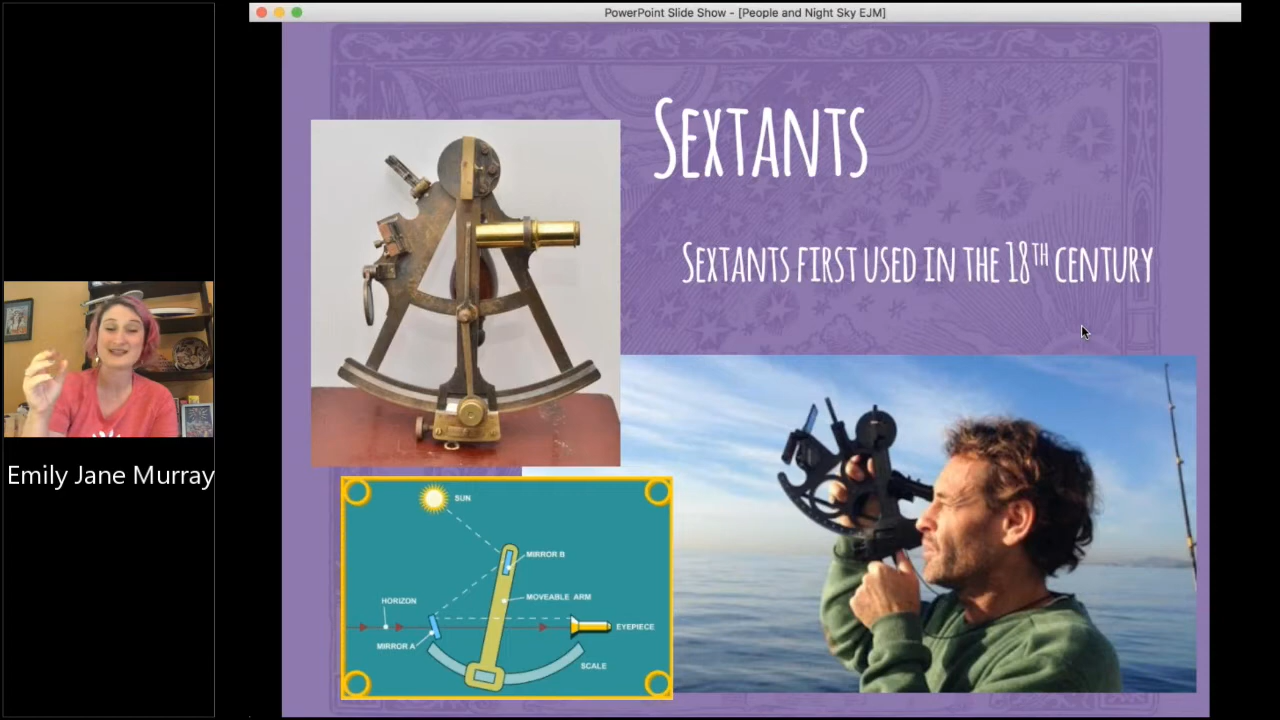 PowerPoint Slide Show - [People and Night Sky EJM]
Sextants
Sextants first used in the 18th century
Emily Jane Murray
SUN
MIRROR B
MOVEABLE ARM
HORIZON
EYEPIECE
MIRROR A
SCALE